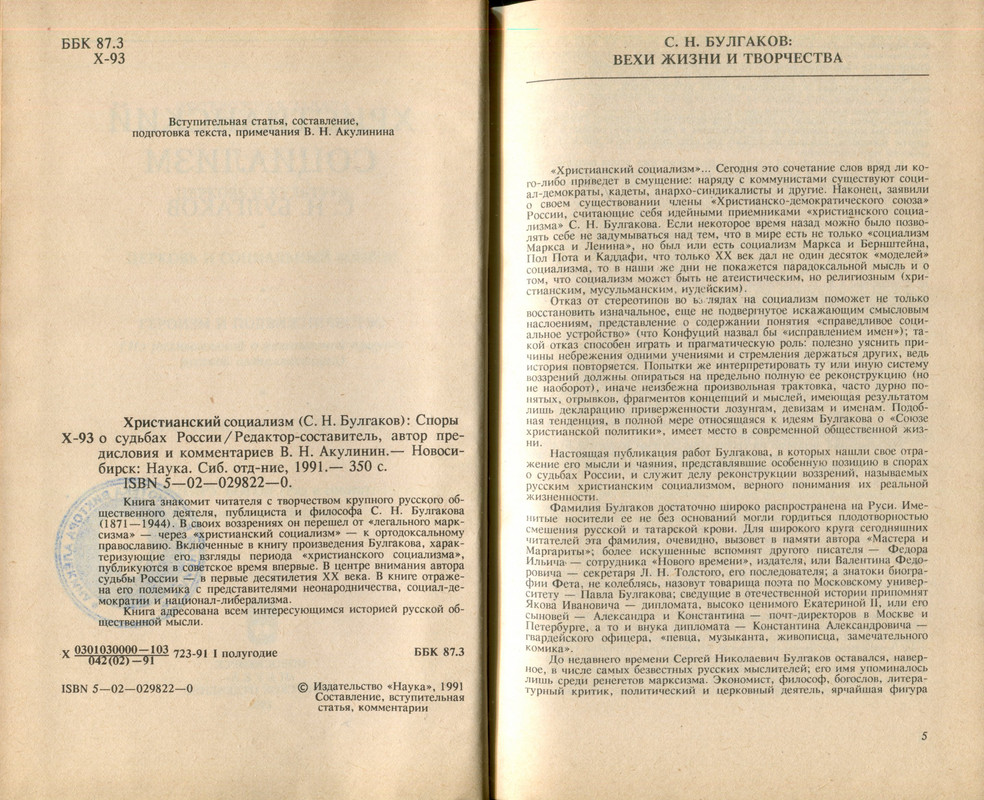 ББК 87.3
Х-93
Вступительная статья, составление,
подготовка текста, примечания В. Н. Акулинина
Христианский социализм (С. Н. Булгаков): Споры
Х-93 о судьбах России/Редактор-составитель, автор пре-
дисловия и комментариев В. Н. Акулинин.— Новоси-
бирск: Наука. Сиб. отд-ние, 1991.— 350 с.
ISBN 5—02—029822—0.
Книга знакомит читателя с творчеством крупного русского об-
щественного деятеля, публициста и философа С. Н. Булгакова
(1871—1944). В своих воззрениях он перешел от «легального марк-
сизма» — через «христианский социализм» — к ортодоксальному
православию. Включенные в книгу произведения Булгакова, харак-
теризующие его взгляды периода «христианского социализма»,
публикуются в советское время впервые. В центре внимания автора
судьбы России — в первые десятилетия XX века. В книге отраже-
на его полемика с представителями неонародничества, социал-де-
мократии и национал-либерализма.
Книга адресована всем интересующимся историей русской об-
щественной мысли.
Х 0301030000—103
042(02)—91 723-91 I полугодие
ББК 87.3
ISBN 5—02—029822—0
© Издательство «Наука», 1991
Составление, вступительная
статья, комментарии
С. Н. БУЛГАКОВ:
ВЕХИ ЖИЗНИ И ТВОРЧЕСТВА
«Христианский социализм»... Сегодня это сочетание слов вряд ли ко-
го-либо приведет в смущение: наряду с коммунистами существуют соци-
ал-демократы, кадеты, анархо-синдикалисты и другие. Наконец, заявили
о своем существовании члены «Христианско-демократического союза»
России, считающие себя идейными приемниками «христианского социа-
лизма» С. Н. Булгакова. Если некоторое время назад можно было позво-
лять себе не задумываться над тем, что в мире есть не только «социализм
Маркса и Ленина», но был или есть социализм Маркса и Бернштейна,
Пол Пота и Каддафи, что только XX век дал не один десяток «моделей»
социализма, то в наши же дни не покажется парадоксальной мысль и о
том, что социализм может быть не атеистическим, но религиозным (хри-
стианским, мусульманским, иудейским).
Отказ от стереотипов во взглядах на социализм поможет не только
восстановить изначальное, еще не подвергнутое искажающим смысловым
наслоениям, представление о содержании понятия «справедливое соци-
альное устройство» (что Конфуций назвал бы «исправлением имен»); та-
кой отказ способен играть и прагматическую роль: полезно уяснить при-
чины небрежения одними учениями и стремления держаться других, ведь
история повторяется. Попытки же интерпретировать ту или иную систему
воззрений должны опираться на предельно полную ее реконструкцию (но
не наоборот), иначе неизбежна произвольная трактовка, часто дурно по-
нятых, отрывков, фрагментов концепций и мыслей, имеющая результатом
лишь декларацию приверженности лозунгам, девизам и именам. Подоб-
ная тенденция, в полной мере относящаяся к идеям Булгакова о «Союзе
христианской политики», имеет место в современной общественной жиз-
ни.
Настоящая публикация работ Булгакова, в которых нашли свое отра-
жение его мысли и чаяния, представлявшие особенную позицию в спорах
о судьбах России, и служит делу реконструкции воззрений, называемых
русским христианским социализмом, верного понимания их реальной
жизненности.
Фамилия Булгаков достаточно широко распространена на Руси. Име-
нитые носители ее не без оснований могли гордиться плодотворностью
смешения русской и татарской крови. Для широкого круга сегодняшних
читателей эта фамилия, очевидно, вызовет в памяти автора «Мастера и
Маргариты»; более искушенные вспомнят другого писателя — Федора
Ильича — сотрудника «Нового времени», издателя, или Валентина Федо-
ровича — секретаря Л. Н. Толстого, его последователя; а знатоки биогра-
фии Фета, не колеблясь, назовут товарища поэта по Московскому универ-
ситету — Павла Булгакова; сведущие в отечественной истории припомнят
Якова Ивановича — дипломата, высоко ценимого Екатериной II, или его
сыновей — Александра и Константина — почт-директоров в Москве и
Петербурге, а то и внука дипломата — Константина Александровича —
гвардейского офицера, «певца, музыканта, живописца, замечательного
комика».
До недавнего времени Сергей Николаевич Булгаков оставался, навер-
ное, в числе самых безвестных русских мыслителей; его имя упоминалось
лишь среди ренегатов марксизма. Экономист, философ, богослов, литера-
турный критик, политический и церковный деятель, ярчайшая фигура
5